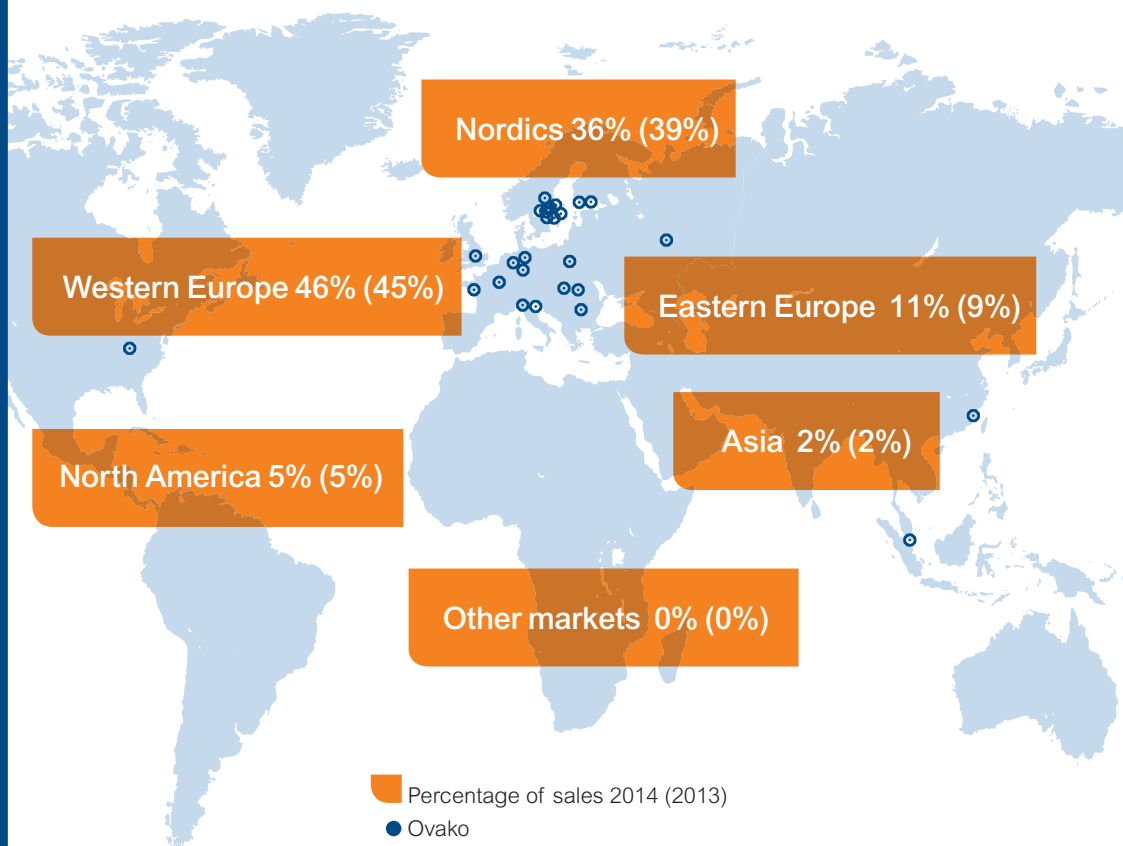 Nordics 36% (39%)
Western Europe 46% (45%)
Eastern Europe 11% (9%)
Asia 2% (2%)
North America 5% (5%)
Other markets 0% (0%)
Percentage of sales 2014 (2013)
Ovako